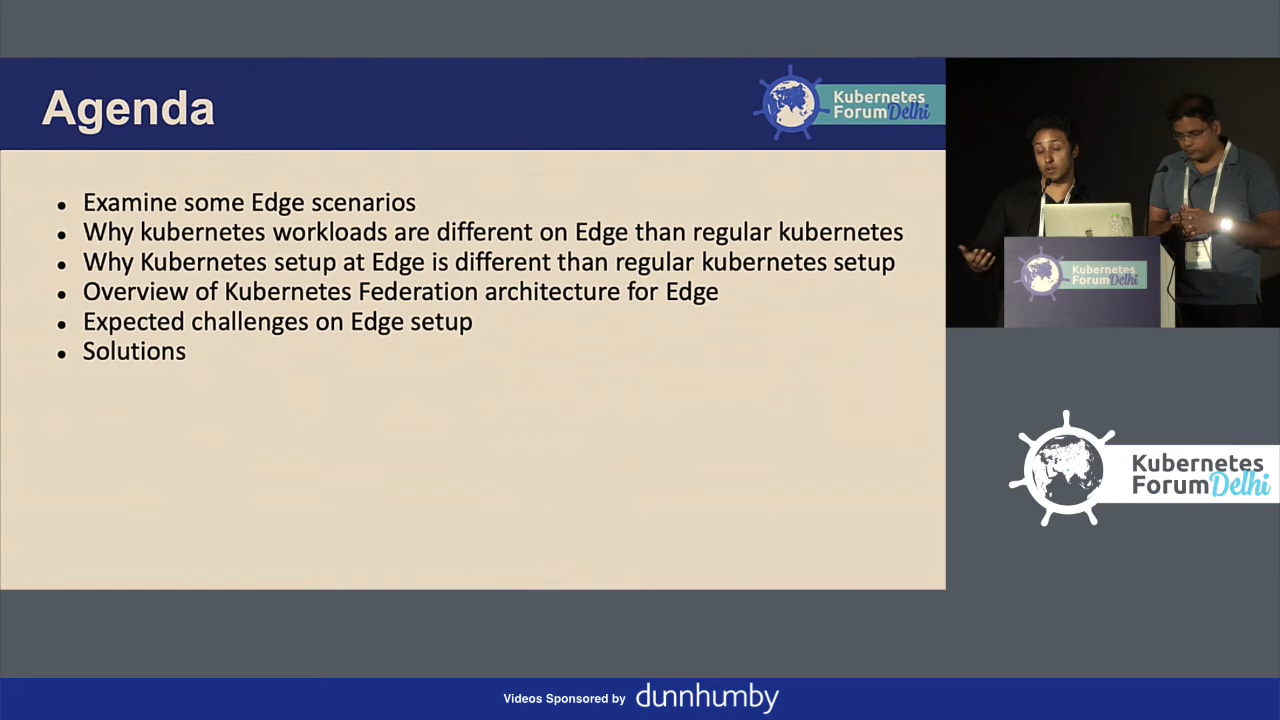 Agenda
Kubernetes
Forum Delhi
Examine some Edge scenarios
Why kubernetes workloads are different on Edge than regular kubernetes
Why Kubernetes setup at Edge is different than regular kubernetes setup
Overview of Kubernetes Federation architecture for Edge
Expected challenges on Edge setup
Solutions
Kubernetes
Forum Delhi
Kubernetes
Forum Delhi
Videos Sponsored by dunnhumby